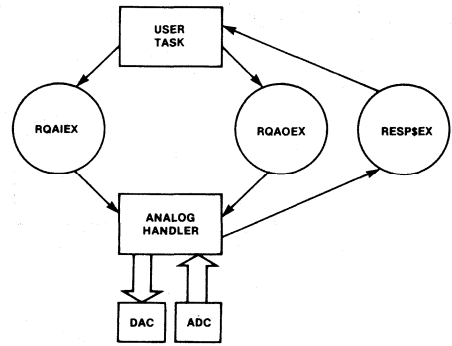 USER
TASK
RQAIEX
RQAOEX
RESP$EX
ANALOG
HANDLER
DAC
ADC